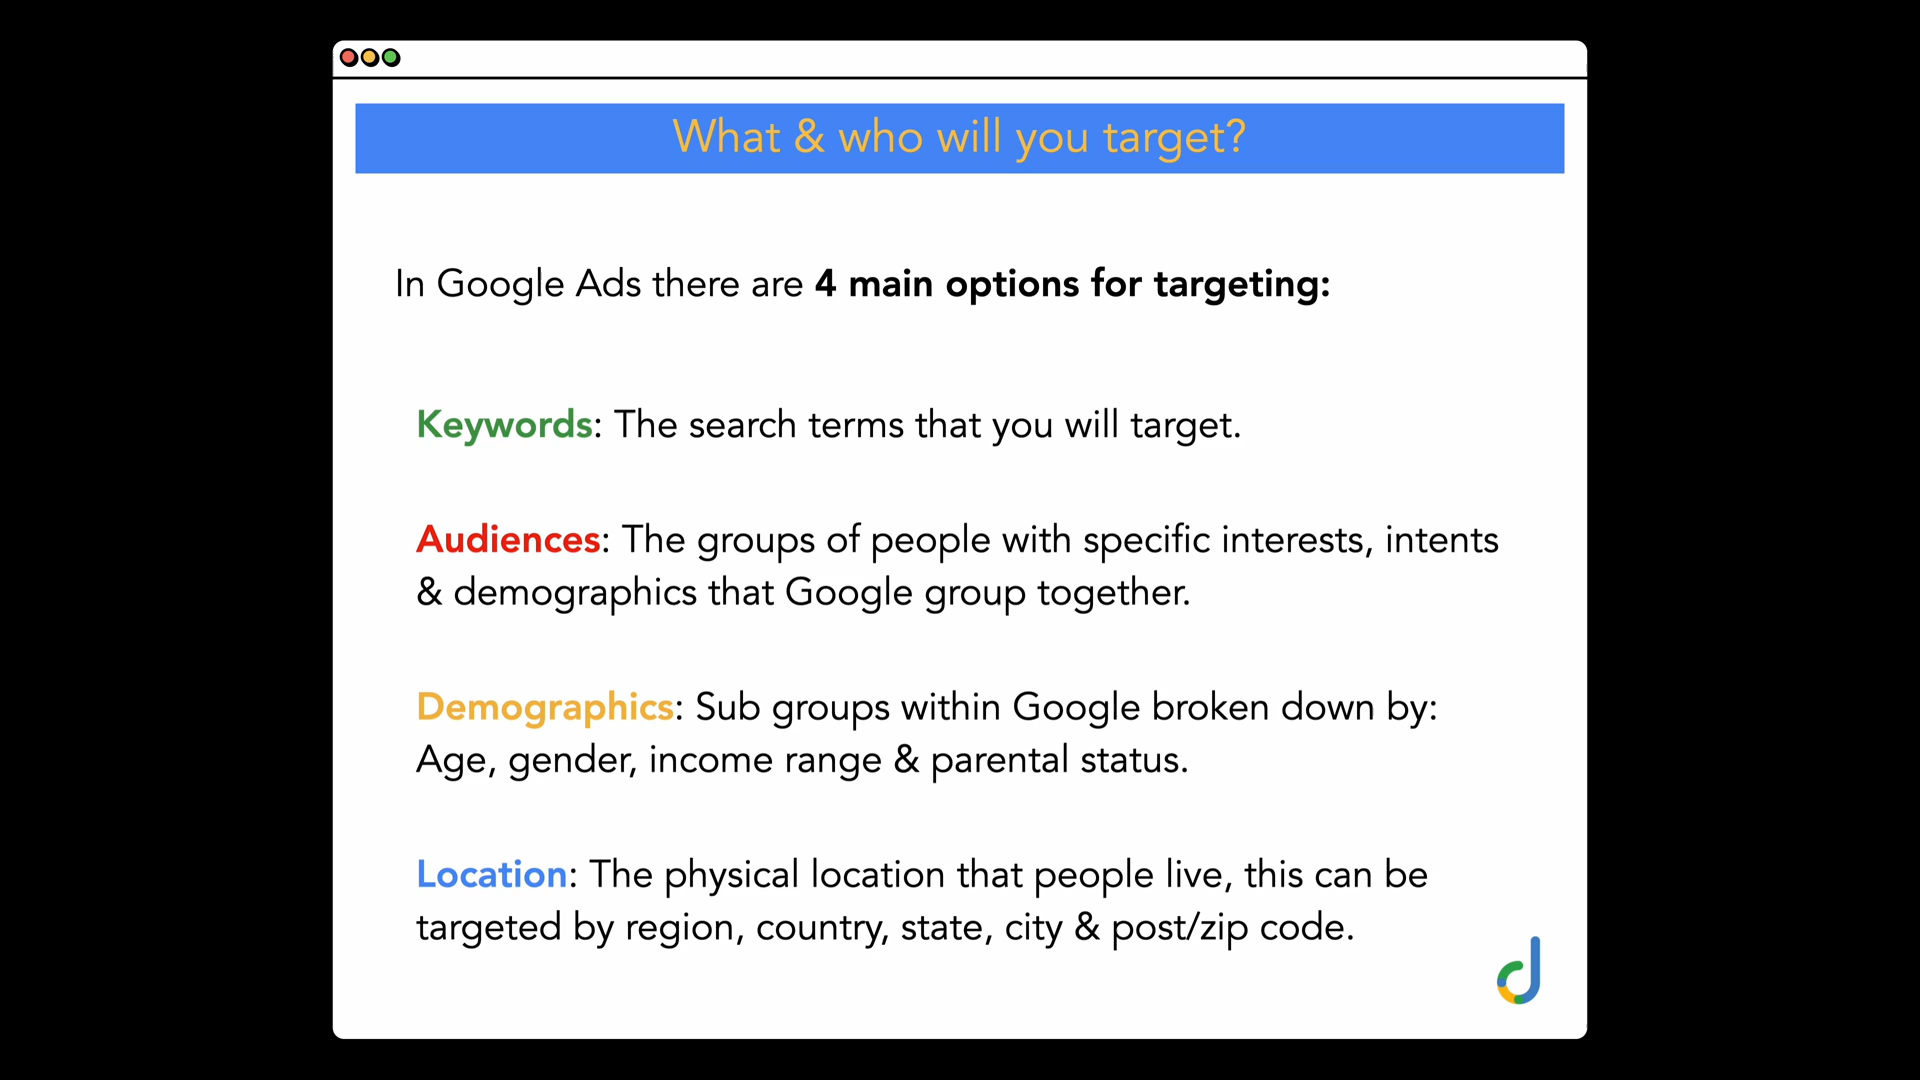 What & who will you target?
In Google Ads there are 4 main options for targeting:
Keywords: The search terms that you will target.
Audiences: The groups of people with specific interests, intents
& demographics that Google group together.
Demographics: Sub groups within Google broken down by:
Age, gender, income range & parental status.
Location: The physical location that people live, this can be
targeted by region, country, state, city & post/zip code.